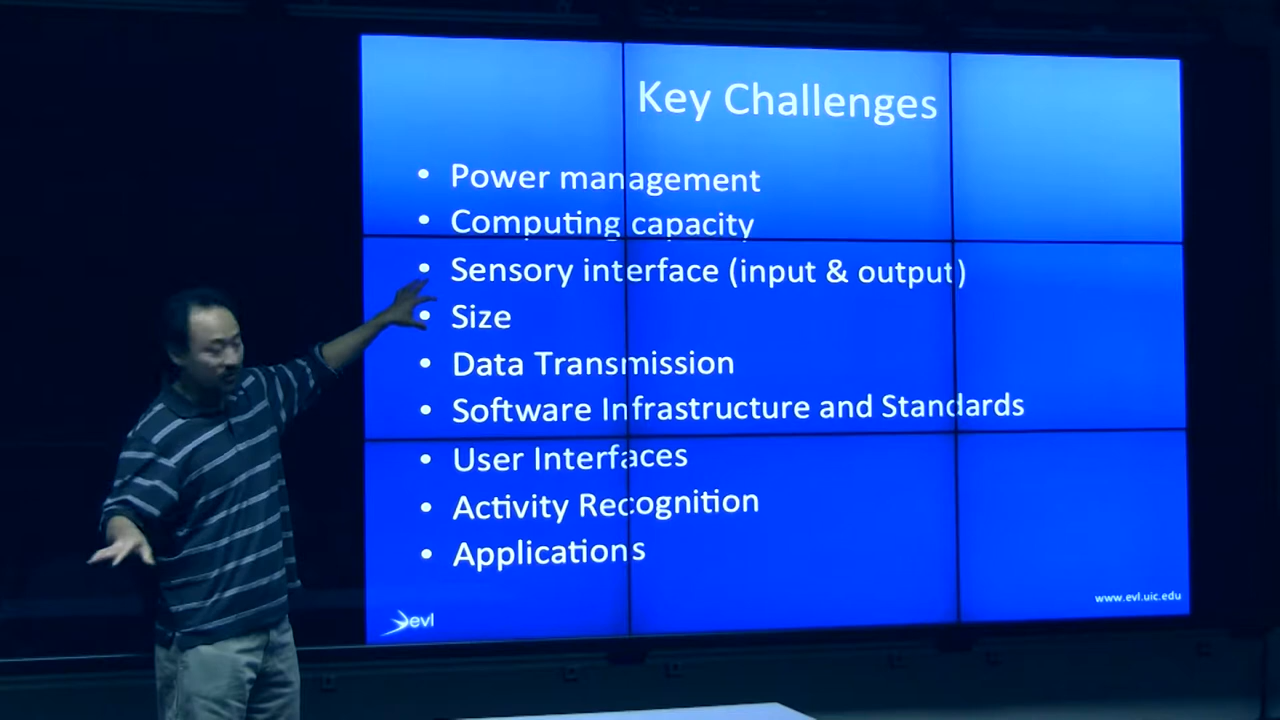 Key Challenges
• Power management
• Computing capacity
• Sensory interface (input & output)
• Size
• Data Transmission
• Software Infrastructure and Standards
• User Interfaces
• Activity Recognition
• Applications
evl
www.evl.uic.edu